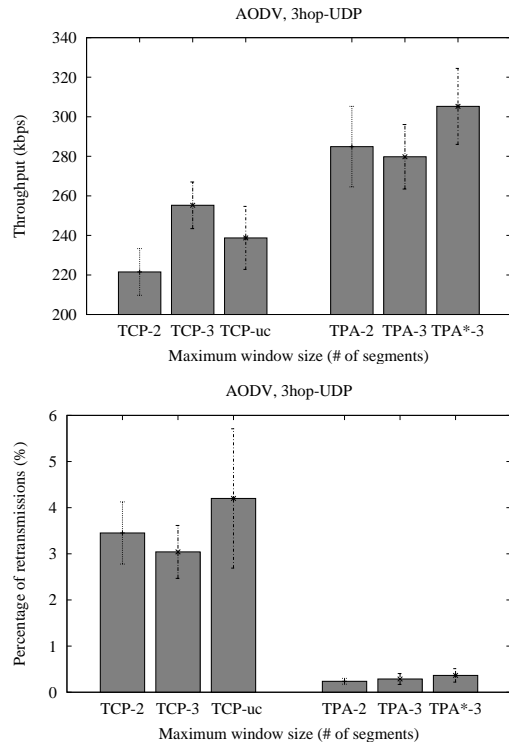 AODV, 3hop-UDP
Throughput (kbps)
340
320
300
280
260
240
220
200
TCP-2 TCP-3 TCP-uc TPA-2 TPA-3 TPA*-3
Maximum window size (# of segments)
AODV, 3hop-UDP
Percentage of retransmissions (%)
6
5
4
3
2
1
0
TCP-2 TCP-3 TCP-uc TPA-2 TPA-3 TPA*-3
Maximum window size (# of segments)